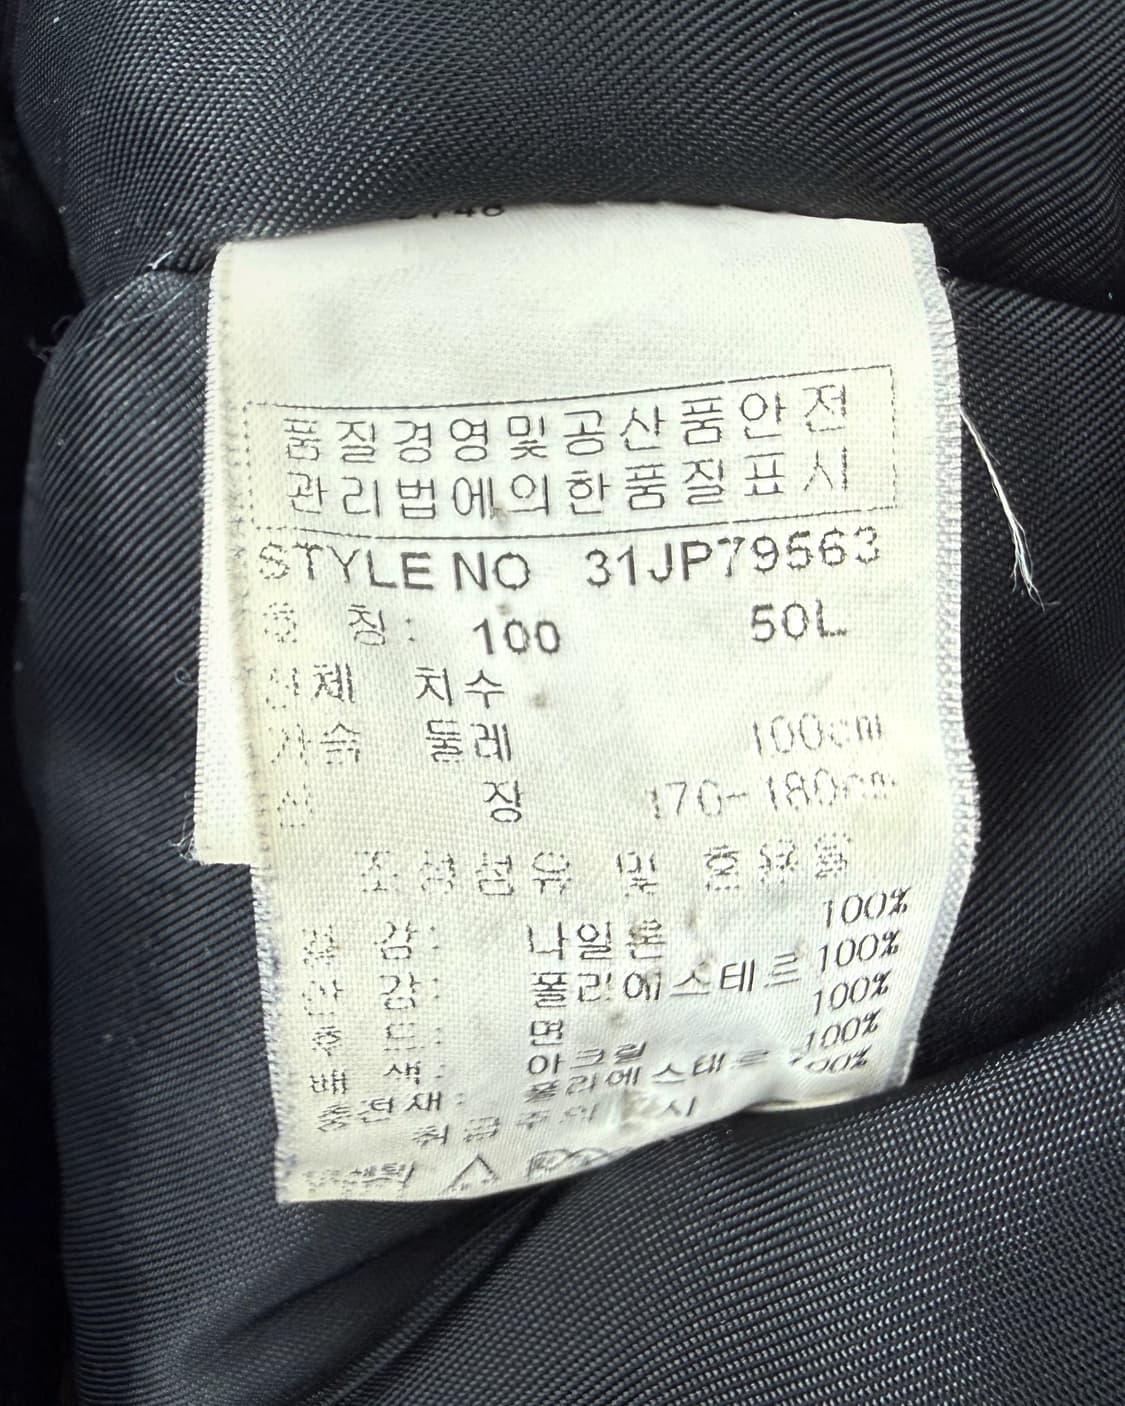 품질경영및공산품안전
관리법에의한품질표시
STYLE NO 31JP79563
호 칭: 100 50L
신체 치수
가슴 둘레 100cm
신 장 170-180cm
조성섬유 및 혼용율
겉 감: 나일론 100%
안 감: 폴리에스테르 100%
후 드: 면 100%
배 색: 아크릴 100%
충전재: 폴리에스테르 100%
취급주의 시